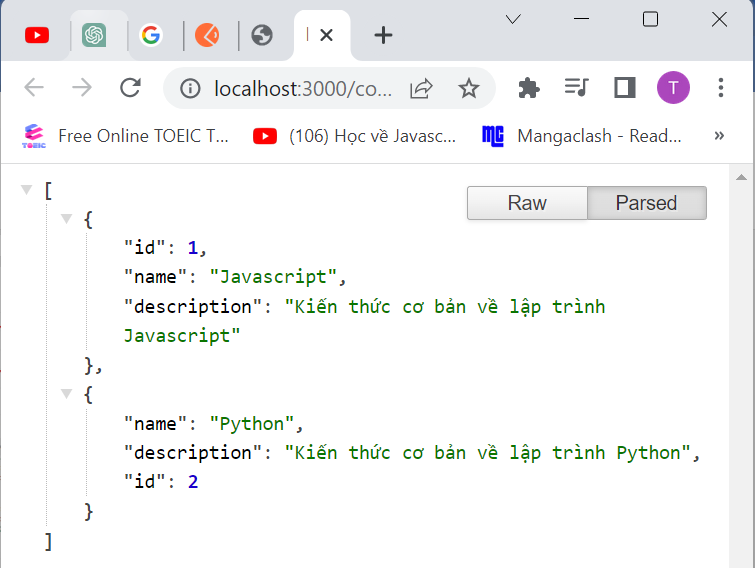 localhost:3000/co...
T
TOEIC
Free Online TOEIC T...
(106) Học về Javasc...
MC
Mangaclash - Read...
»
[
Raw
Parsed
{
"id": 1,
"name": "Javascript",
"description": "Kiến thức cơ bản về lập trình
Javascript"
},
{
"name": "Python",
"description": "Kiến thức cơ bản về lập trình Python",
"id": 2
}
]